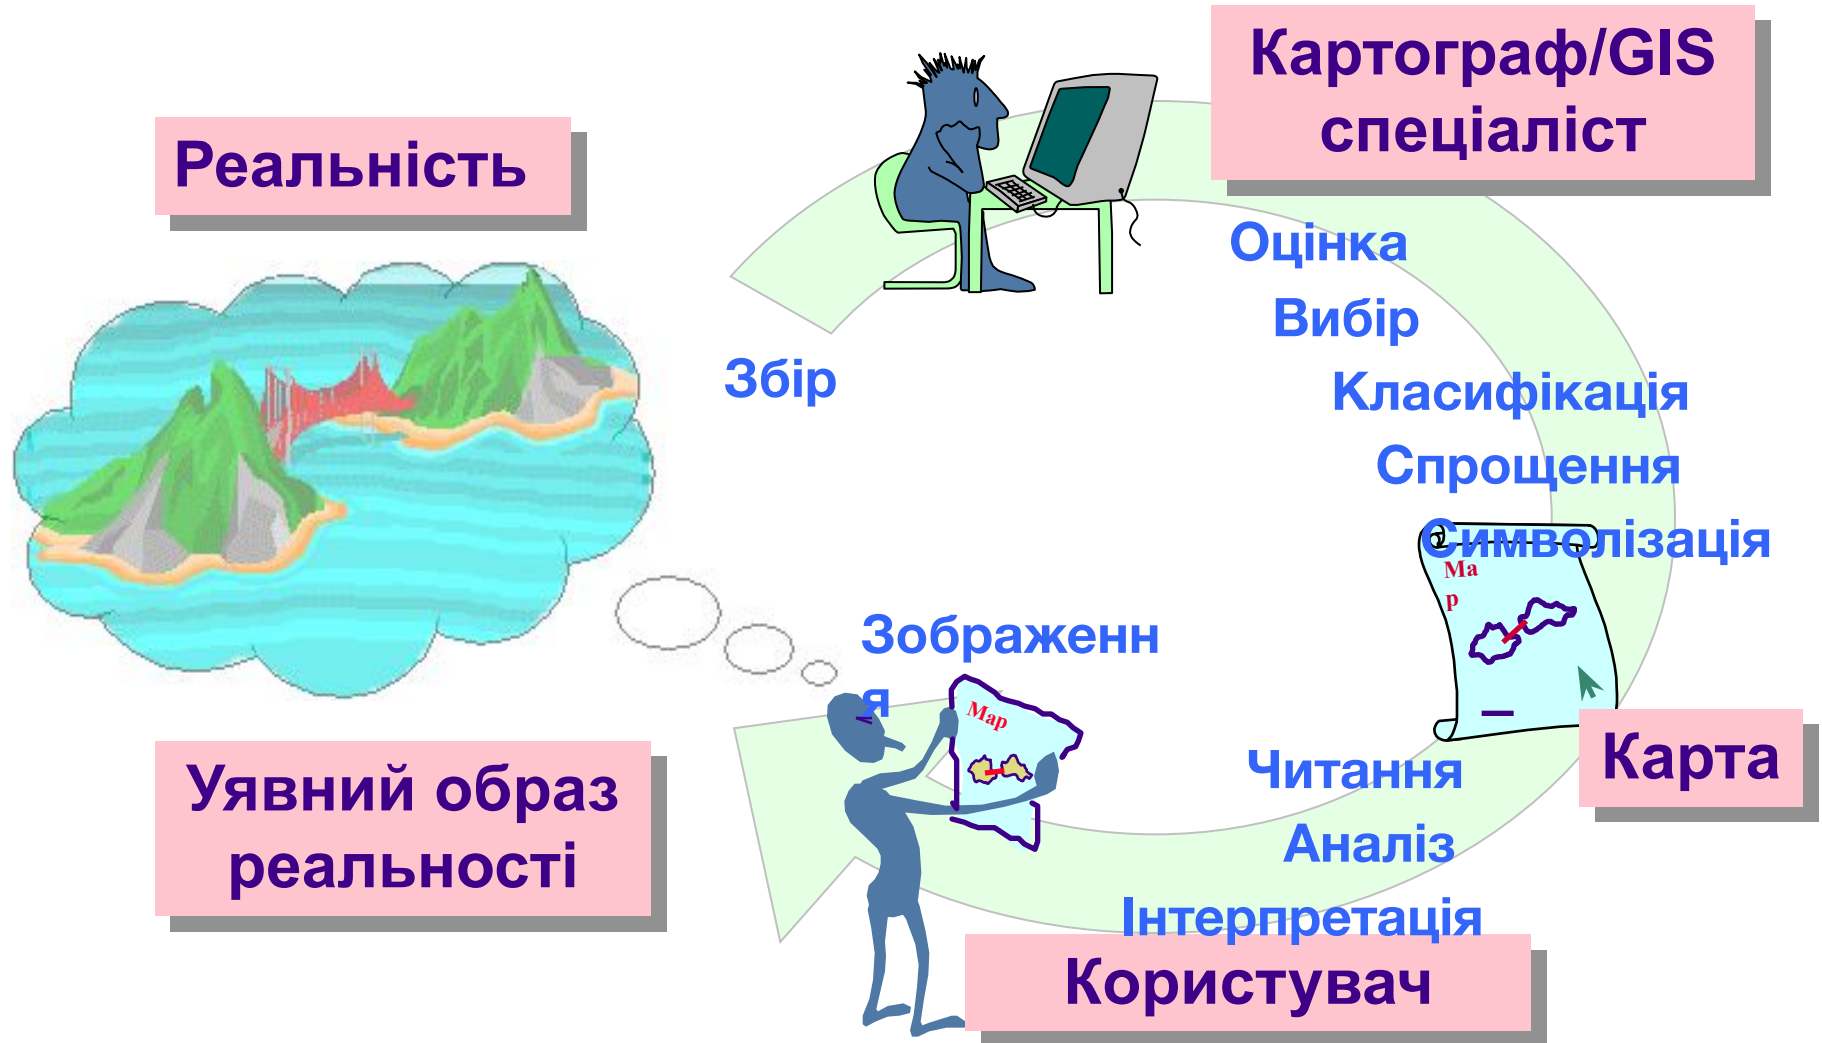 Картограф/GIS
спеціаліст
Реальність
Оцінка
Вибір
Збір
Класифікація
Спрощення
Символізація
Ma
p
Зображенн
я
Map
Карта
Читання
Уявний образ
реальності
Аналіз
Інтерпретація
Користувач